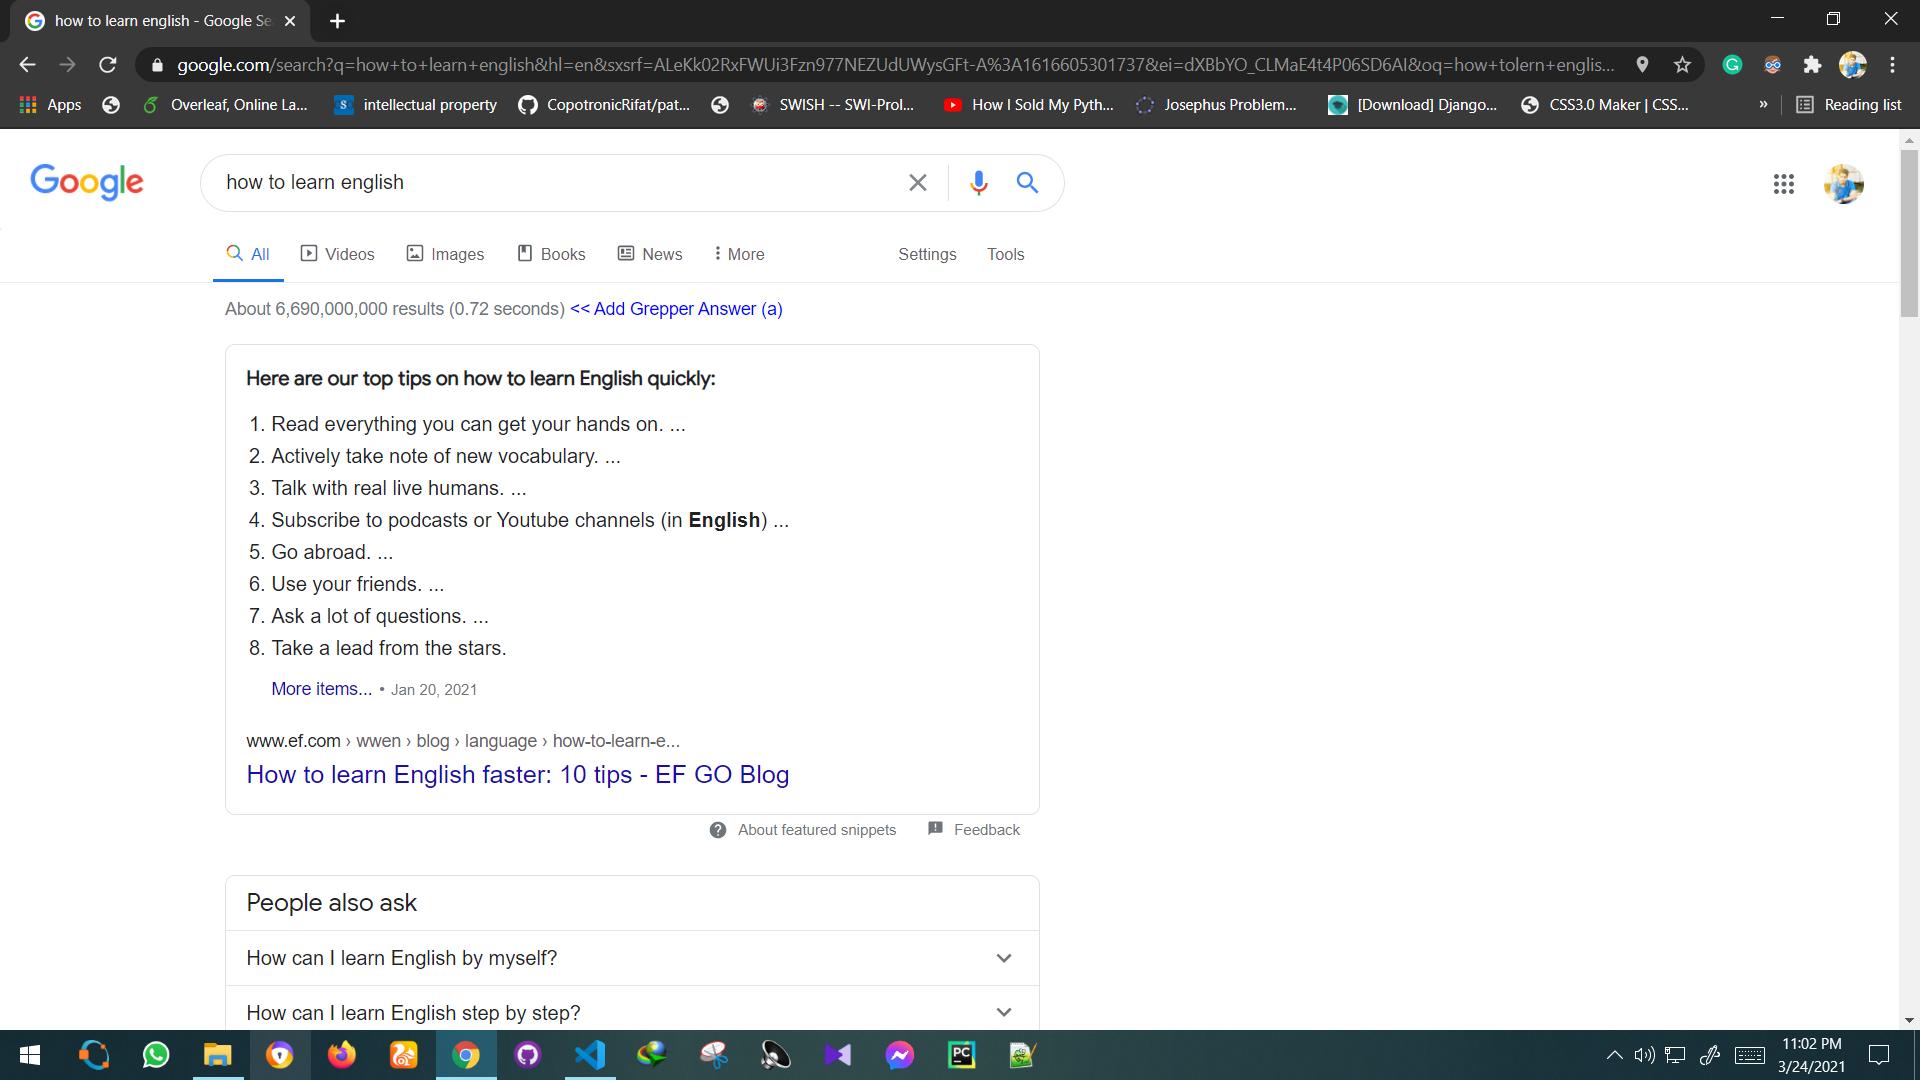 how to learn english - Google Se
google.com/search?q=how+to+learn+english&hl=en&sxsrf=ALeKk02RxFWUi3Fzn977NEZUdUWysGFt-A%3A1616605301737&ei=dXBbYO_CLMaE4t4P06SD6AI&oq=how+tolern+englis...
Apps Overleaf, Online La... intellectual property CopotronicRifat/pat... SWISH -- SWI-Prol... How I Sold My Pyth... Josephus Problem... [Download] Django... CSS3.0 Maker | CSS... » Reading list
Google how to learn english
All Videos Images Books News More Settings Tools
About 6,690,000,000 results (0.72 seconds) << Add Grepper Answer (a)
Here are our top tips on how to learn English quickly:
1. Read everything you can get your hands on. ...
2. Actively take note of new vocabulary. ...
3. Talk with real live humans. ...
4. Subscribe to podcasts or Youtube channels (in English) ...
5. Go abroad. ...
6. Use your friends. ...
7. Ask a lot of questions. ...
8. Take a lead from the stars.
More items... • Jan 20, 2021
www.ef.com › wwen › blog › language › how-to-learn-e...
How to learn English faster: 10 tips - EF GO Blog
About featured snippets Feedback
People also ask
How can I learn English by myself?
How can I learn English step by step?
PC
11:02 PM
3/24/2021